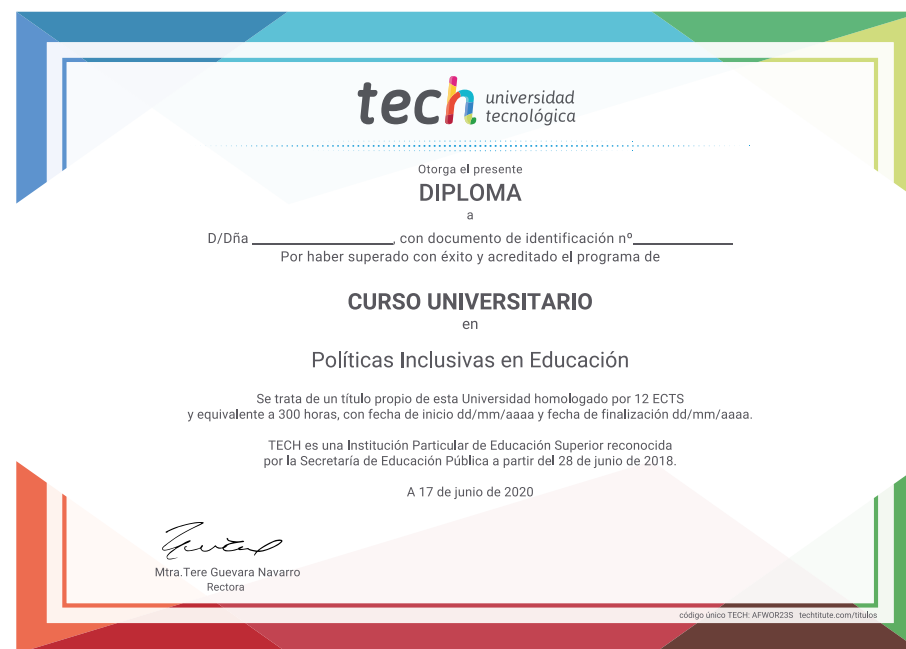 tech universidad
tecnológica
Otorga el presente
DIPLOMA
a
D/Dña ____________________, con documento de identificación nº______________
Por haber superado con éxito y acreditado el programa de
CURSO UNIVERSITARIO
en
Políticas Inclusivas en Educación
Se trata de un título propio de esta Universidad homologado por 12 ECTS
y equivalente a 300 horas, con fecha de inicio dd/mm/aaaa y fecha de finalización dd/mm/aaaa.
TECH es una Institución Particular de Educación Superior reconocida
por la Secretaría de Educación Pública a partir del 28 de junio de 2018.
A 17 de junio de 2020
Mtra.Tere Guevara Navarro
Rectora
código único TECH: AFWOR23S techtitute.com/titulos